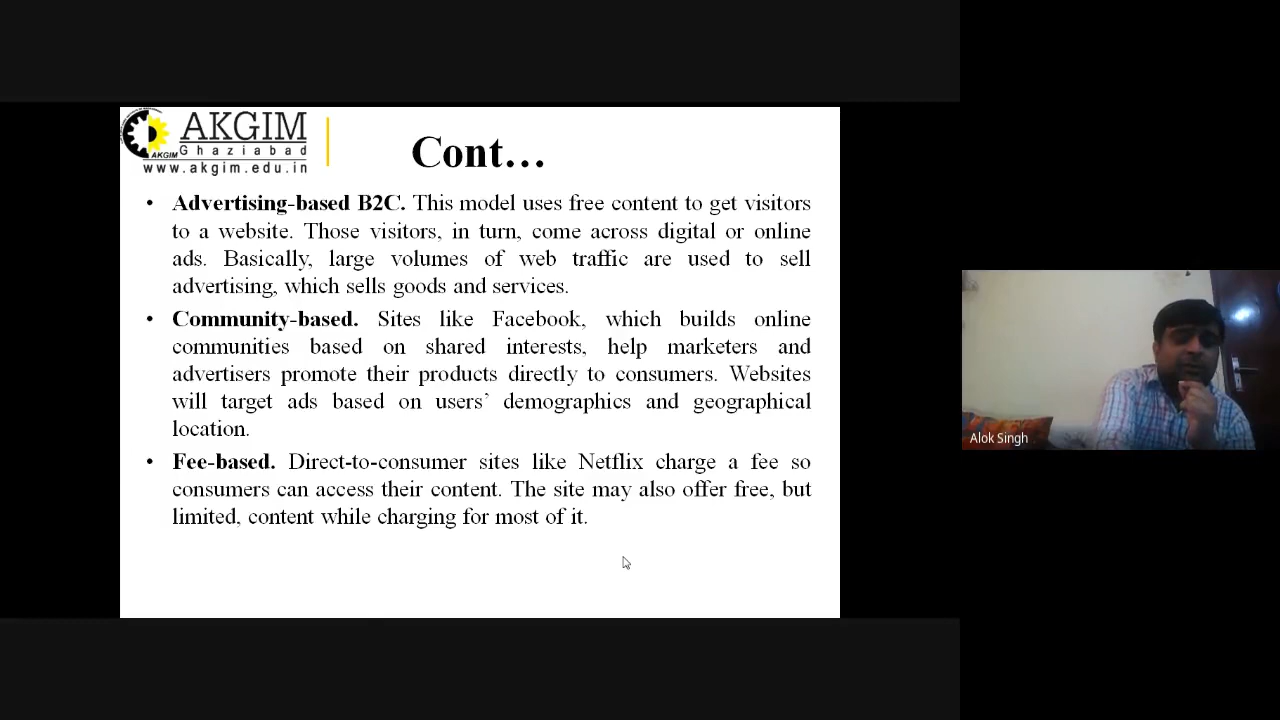 AKGIM
Ghaziabad
AKGIM
www.akgim.edu.in
Cont…
• Advertising-based B2C. This model uses free content to get visitors
to a website. Those visitors, in turn, come across digital or online
ads. Basically, large volumes of web traffic are used to sell
advertising, which sells goods and services.
• Community-based. Sites like Facebook, which builds online
communities based on shared interests, help marketers and
advertisers promote their products directly to consumers. Websites
will target ads based on users’ demographics and geographical
location.
• Fee-based. Direct-to-consumer sites like Netflix charge a fee so
consumers can access their content. The site may also offer free, but
limited, content while charging for most of it.
Alok Singh